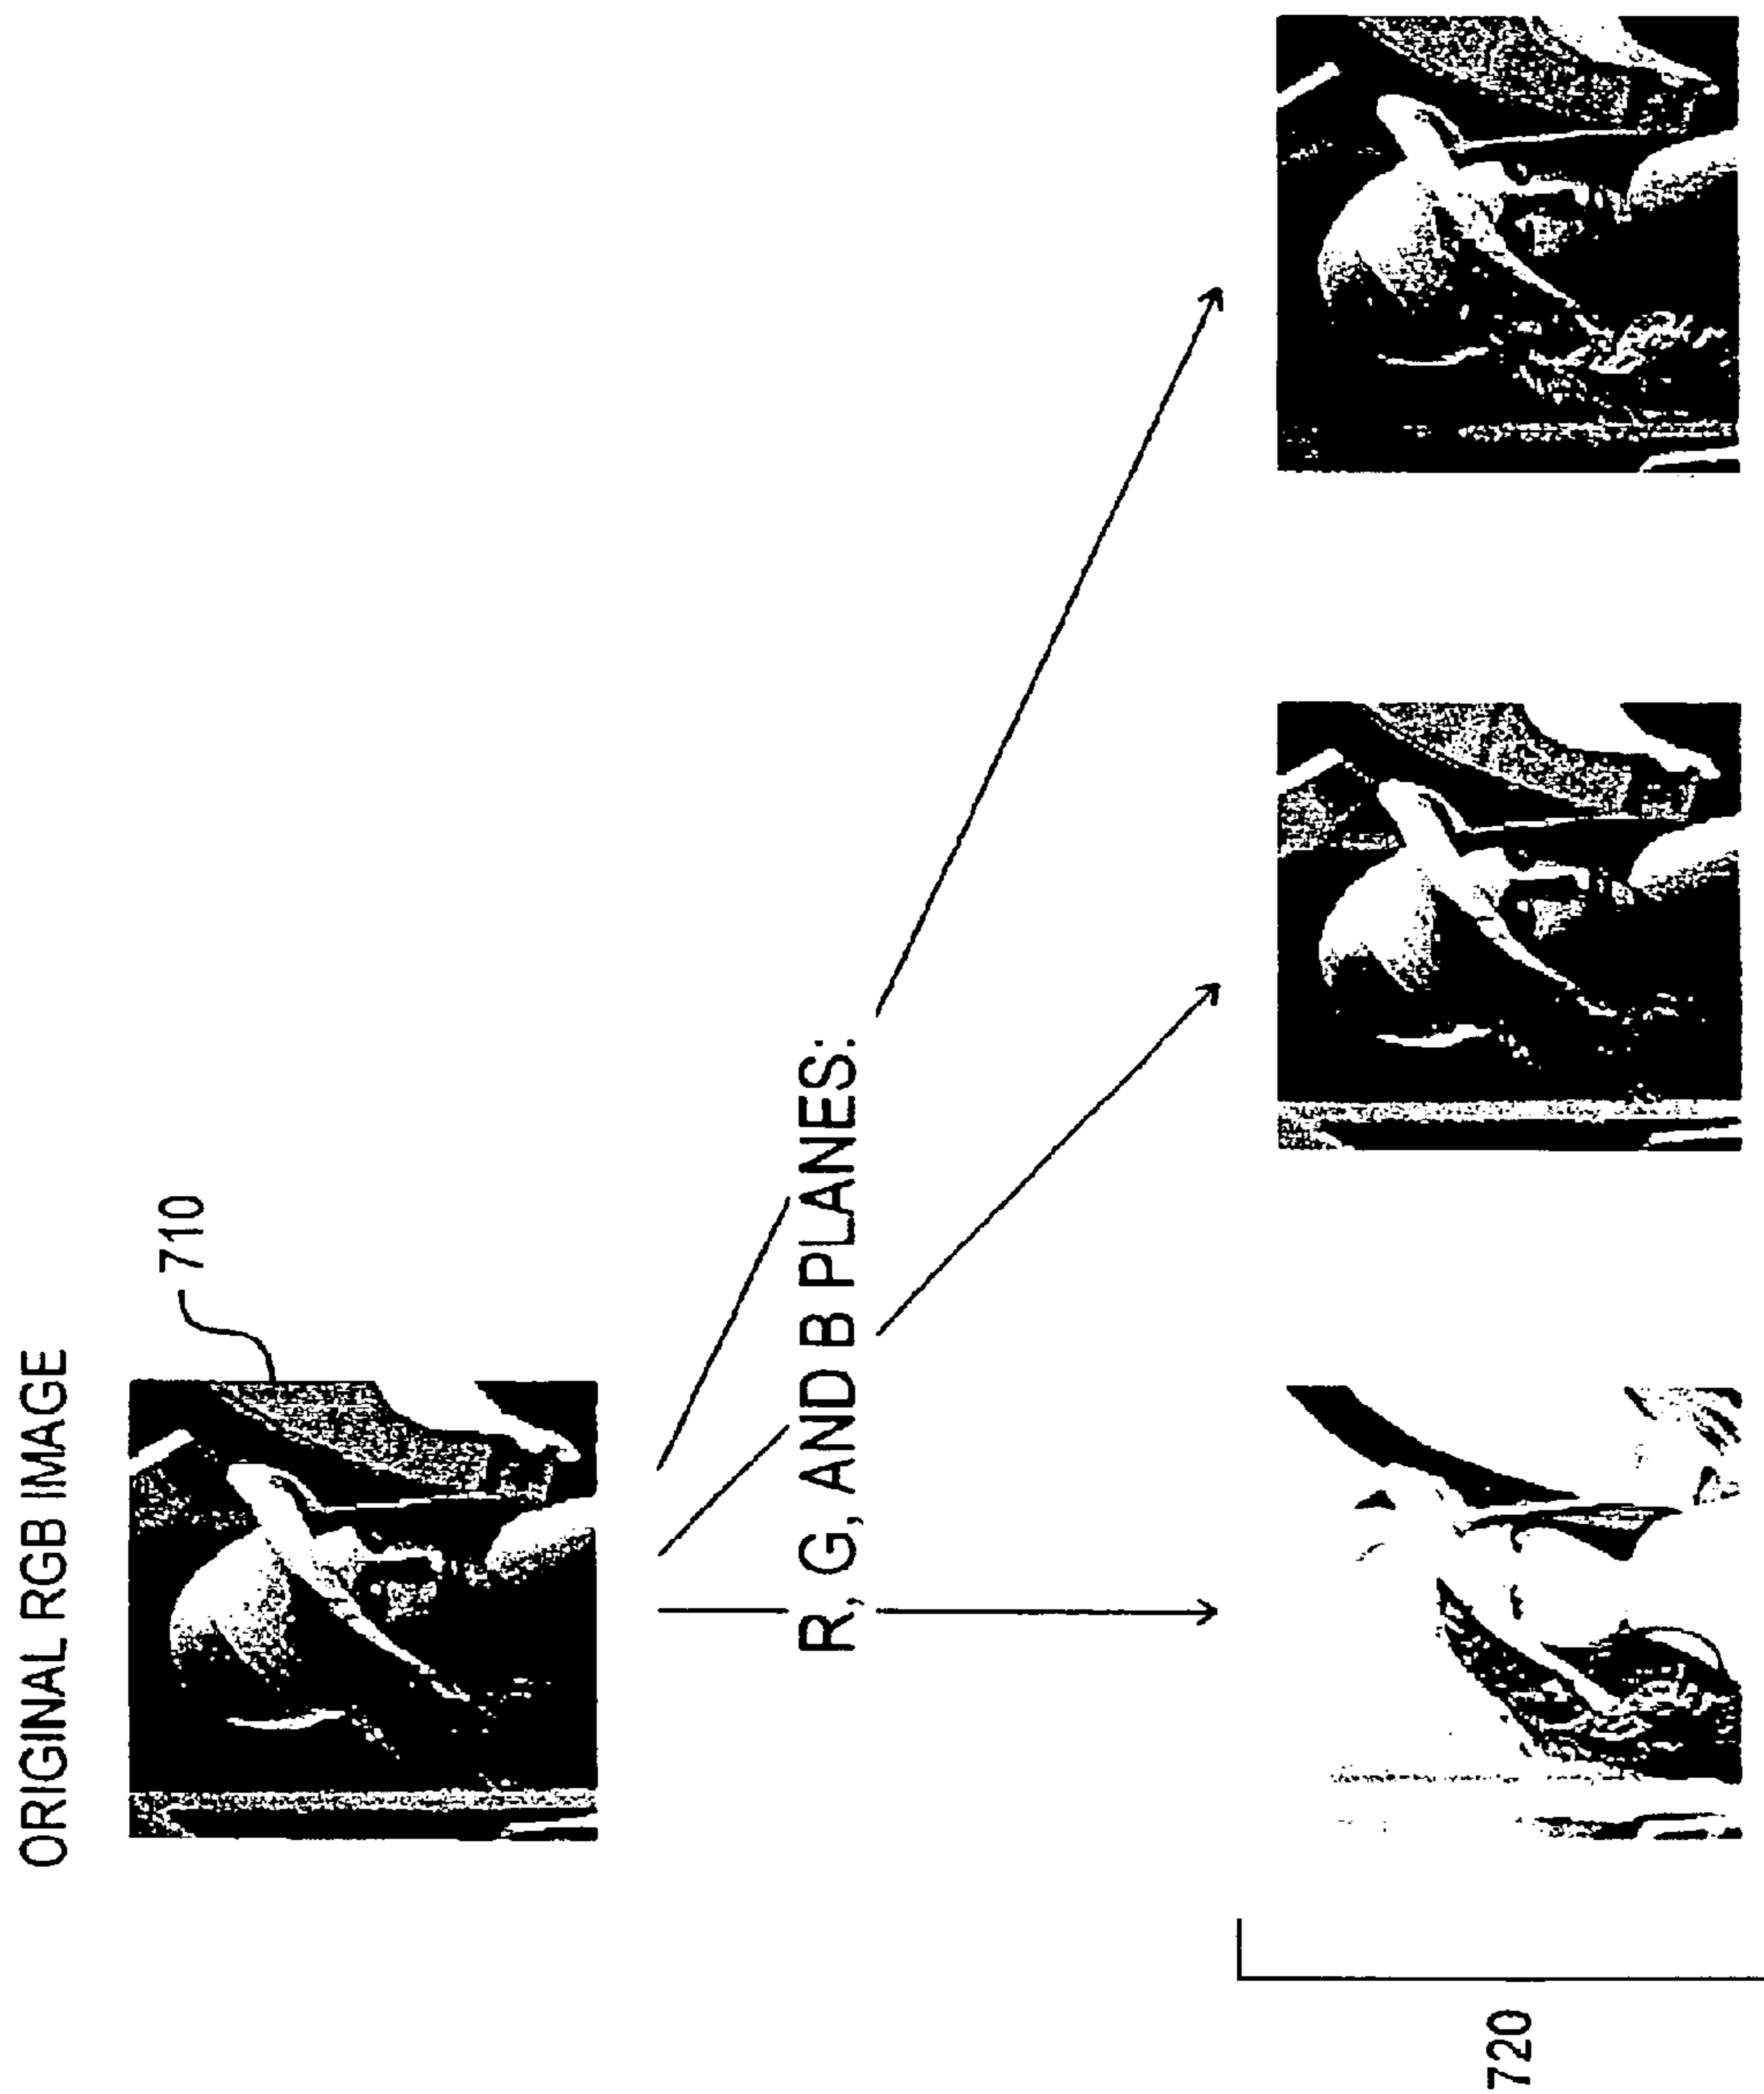 ORIGINAL RGB IMAGE
710
R, G, AND B PLANES:
720